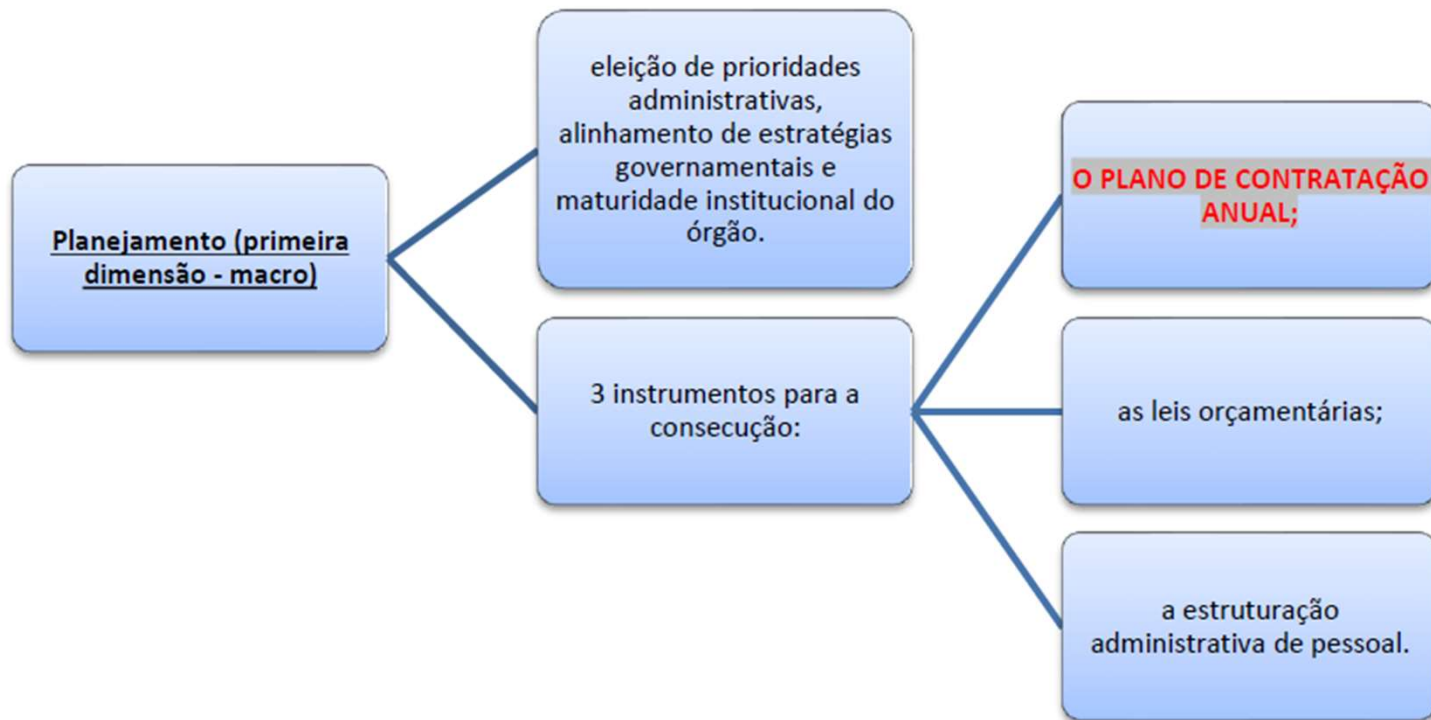 Planejamento (primeira
dimensão - macro)
eleição de prioridades
administrativas,
alinhamento de estratégias
governamentais e
maturidade institucional do
órgão.
3 instrumentos para a
consecução:
O PLANO DE CONTRATAÇÃO
ANUAL;
as leis orçamentárias;
a estruturação
administrativa de pessoal.